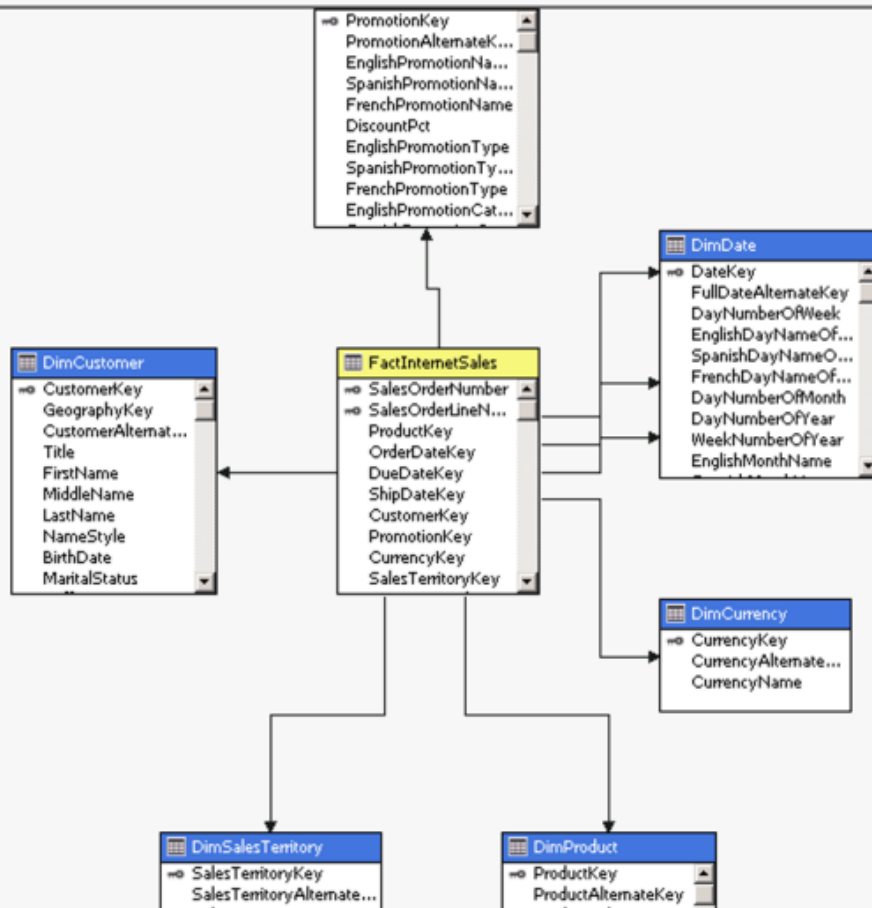 PromotionKey
PromotionAlternateK...
EnglishPromotionNa...
SpanishPromotionNa...
FrenchPromotionName
DiscountPct
EnglishPromotionType
SpanishPromotionTy...
FrenchPromotionType
EnglishPromotionCat...
DimDate
DateKey
FullDateAlternateKey
DayNumberOfWeek
EnglishDayNameOf...
SpanishDayNameO...
FrenchDayNameOf...
DayNumberOfMonth
DayNumberOfYear
WeekNumberOfYear
EnglishMonthName
DimCustomer
CustomerKey
GeographyKey
CustomerAlternat...
Title
FirstName
MiddleName
LastName
NameStyle
BirthDate
MaritalStatus
FactInternetSales
SalesOrderNumber
SalesOrderLineN...
ProductKey
OrderDateKey
DueDateKey
ShipDateKey
CustomerKey
PromotionKey
CurrencyKey
SalesTerritoryKey
DimCurrency
CurrencyKey
CurrencyAlternate...
CurrencyName
DimSalesTerritory
SalesTerritoryKey
SalesTerritoryAlternate...
DimProduct
ProductKey
ProductAlternateKey